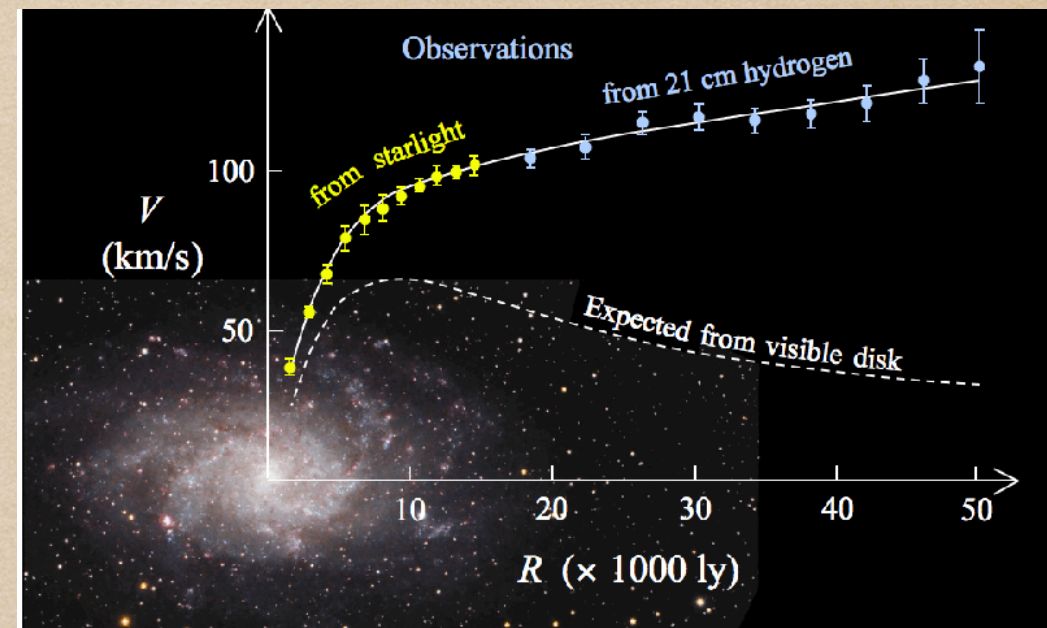 Observations
from 21 cm hydrogen
from starlight
100
V
(km/s)
50
Expected from visible disk
10
20
30
40
50
R (× 1000 ly)